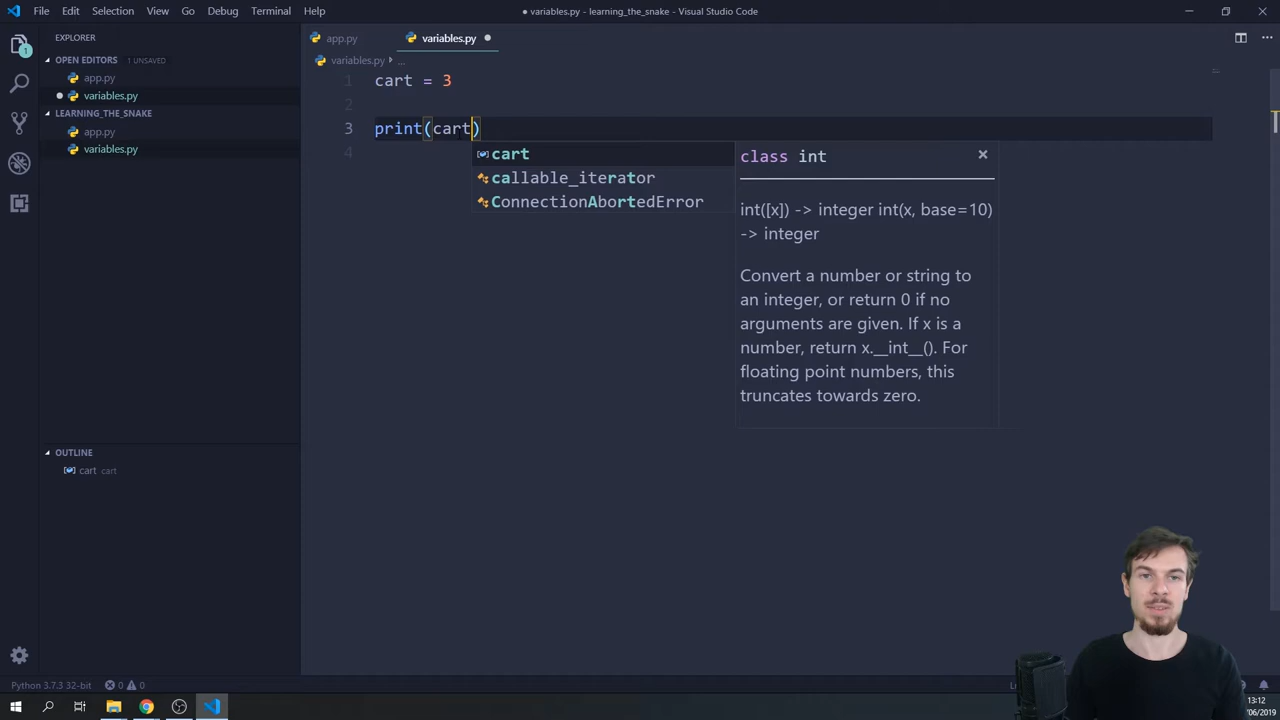 File Edit Selection View Go Debug Terminal Help
● variables.py - learning_the_snake - Visual Studio Code
EXPLORER
OPEN EDITORS 1 UNSAVED
app.py
● variables.py
LEARNING_THE_SNAKE
app.py
variables.py
OUTLINE
cart cart
1
app.py
variables.py ●
variables.py > ...
1 cart = 3
2
3 print(cart)
4
cart
callable_iterator
ConnectionAbortedError
class int
int([x]) -> integer int(x, base=10)
-> integer
Convert a number or string to
an integer, or return 0 if no
arguments are given. If x is a
number, return x.__int__(). For
floating point numbers, this
truncates towards zero.
Python 3.7.3 32-bit 0 0
13:12
/06/2019